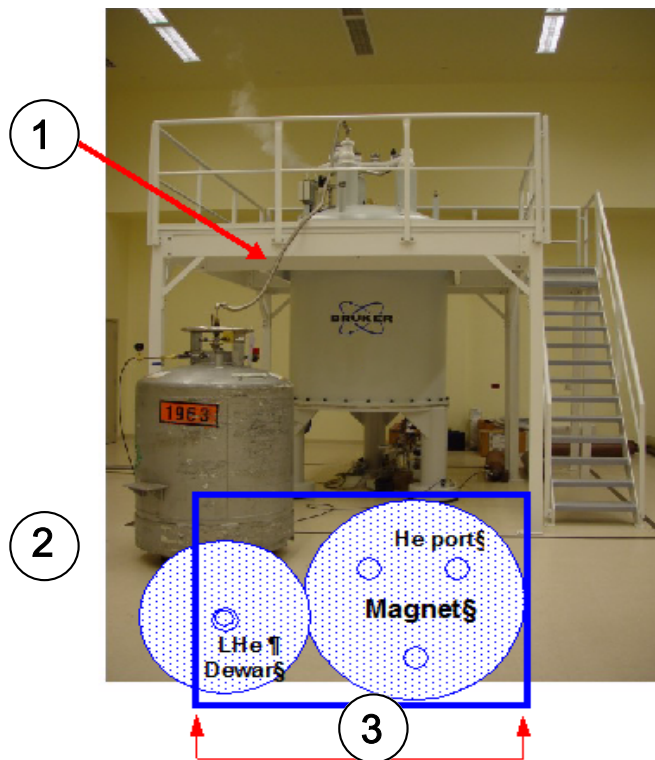 1
BRUKER
1963
2
He port§
Magnet§
LHe ¶
Dewar§
3